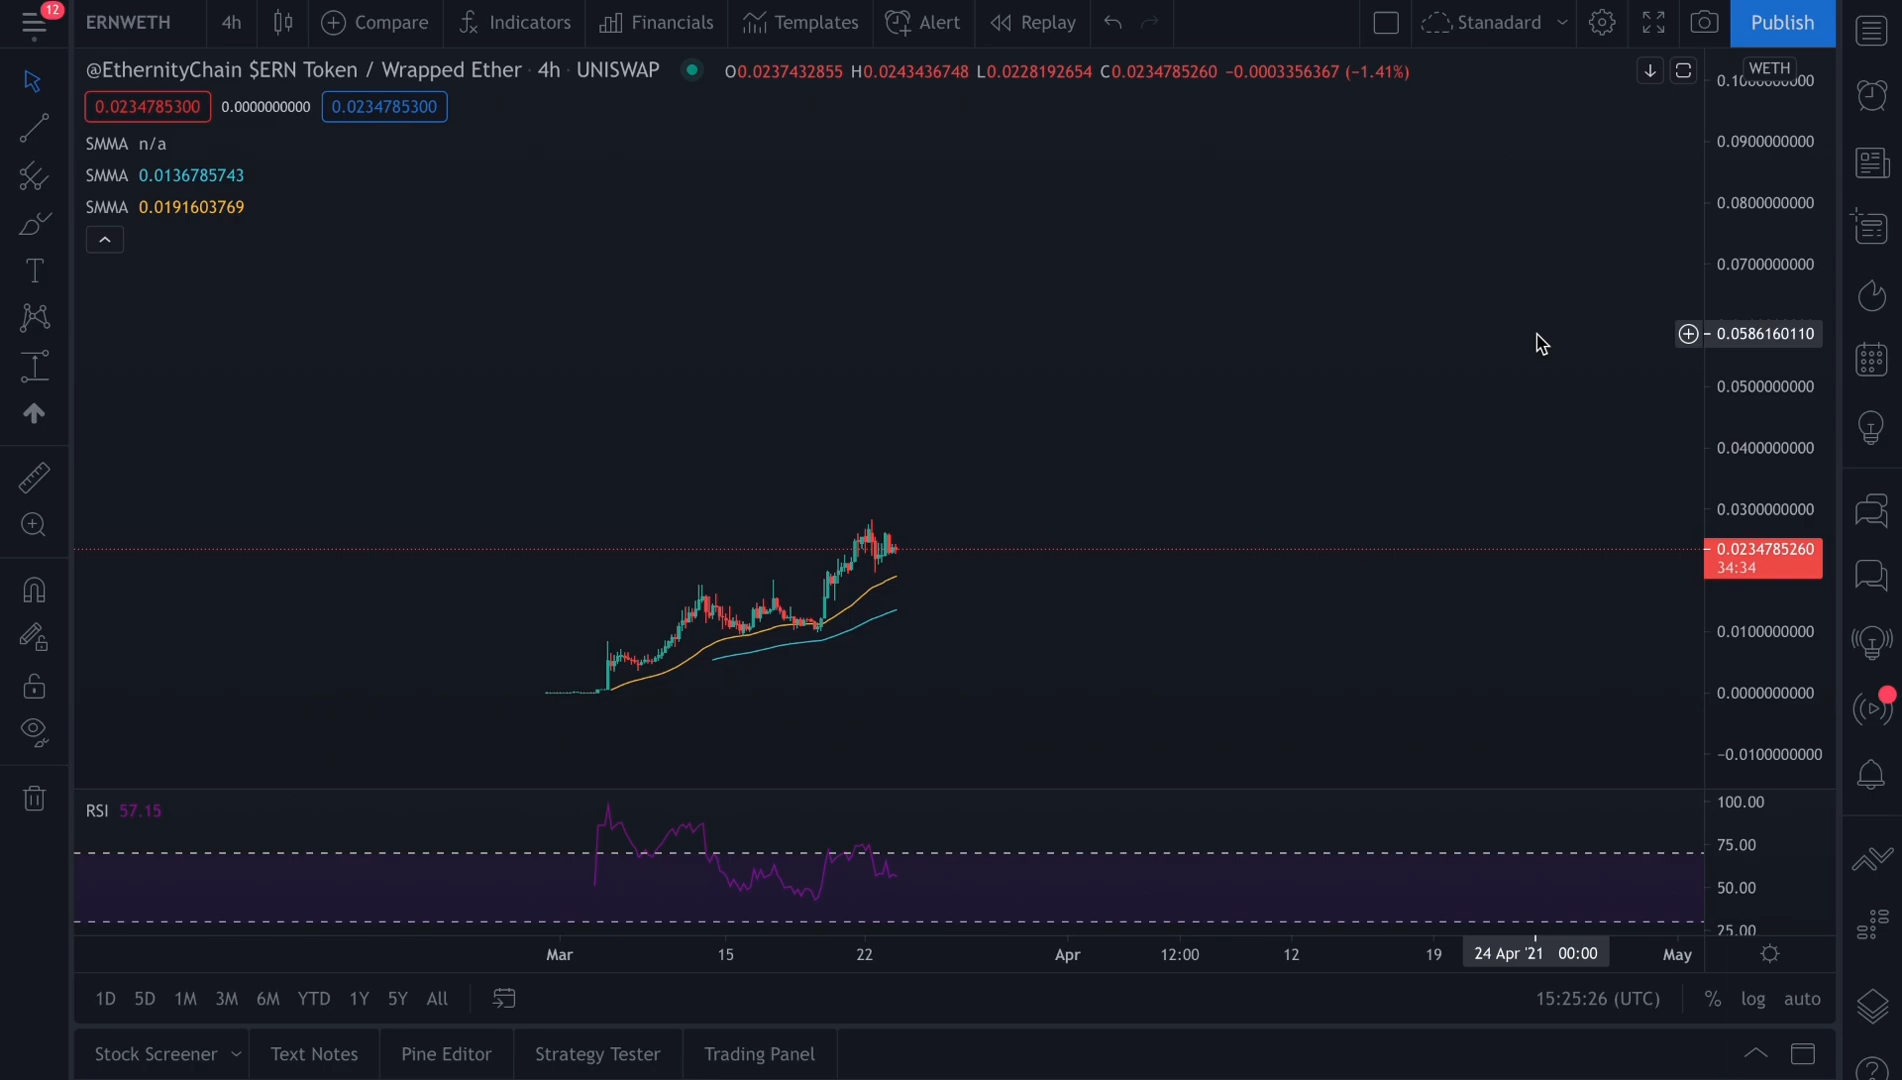 12
ERNWETH 4h Compare Indicators Financials Templates Alert Replay Stanadard Publish
@EthernityChain $ERN Token / Wrapped Ether · 4h · UNISWAP O0.0237432855 H0.0243436748 L0.0228192654 C0.0234785260 −0.0003356367 (−1.41%)
WETH
0.0234785300 0.0000000000 0.0234785300
SMMA n/a
SMMA 0.0136785743
SMMA 0.0191603769
0.0900000000
0.0800000000
0.0700000000
0.0586160110
0.0500000000
0.0400000000
0.0300000000
0.0234785260
34:34
0.0100000000
0.0000000000
−0.0100000000
RSI 57.15
100.00
75.00
50.00
25.00
Mar 15 22 Apr 12:00 12 19 24 Apr '21 00:00 May
1D 5D 1M 3M 6M YTD 1Y 5Y All 15:25:26 (UTC) % log auto
Stock Screener Text Notes Pine Editor Strategy Tester Trading Panel